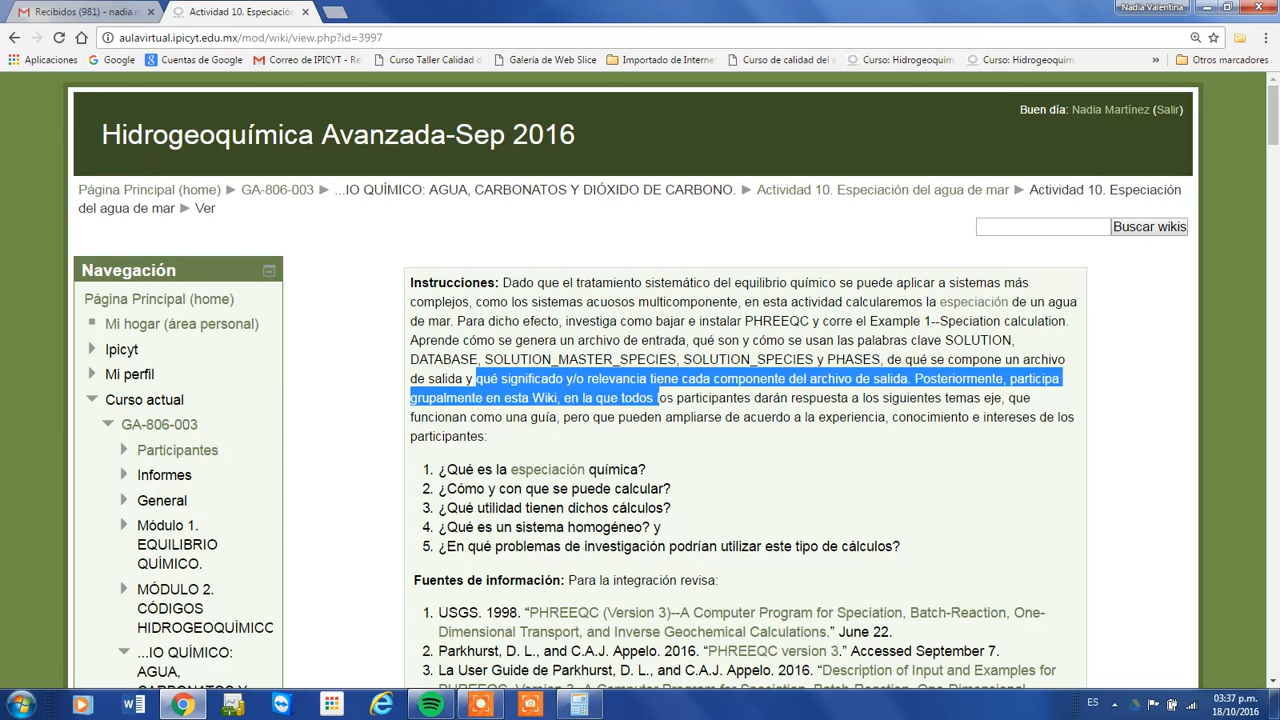 Recibidos (981) - nadia.m
Actividad 10. Especiación
Nadia Valentina
aulavirtual.ipicyt.edu.mx/mod/wiki/view.php?id=3997
Aplicaciones Google Cuentas de Google Correo de IPICYT - Re Curso Taller Calidad d Galería de Web Slice Importado de Interne Curso de calidad del a Curso: Hidrogeoquím Curso: Hidrogeoquím » Otros marcadores
Buen día: Nadia Martínez (Salir)
Hidrogeoquímica Avanzada-Sep 2016
Página Principal (home) ► GA-806-003 ► ...IO QUÍMICO: AGUA, CARBONATOS Y DIÓXIDO DE CARBONO. ► Actividad 10. Especiación del agua de mar ► Actividad 10. Especiación
del agua de mar ► Ver
Buscar wikis
Navegación
Página Principal (home)
Mi hogar (área personal)
Ipicyt
Mi perfil
Curso actual
GA-806-003
Participantes
Informes
General
Módulo 1.
EQUILIBRIO
QUÍMICO.
MÓDULO 2.
CÓDIGOS
HIDROGEOQUÍMICC
...IO QUÍMICO:
AGUA,
CARBONATOS Y
Instrucciones: Dado que el tratamiento sistemático del equilibrio químico se puede aplicar a sistemas más
complejos, como los sistemas acuosos multicomponente, en esta actividad calcularemos la especiación de un agua
de mar. Para dicho efecto, investiga como bajar e instalar PHREEQC y corre el Example 1--Speciation calculation.
Aprende cómo se genera un archivo de entrada, qué son y cómo se usan las palabras clave SOLUTION,
DATABASE, SOLUTION_MASTER_SPECIES, SOLUTION_SPECIES y PHASES, de qué se compone un archivo
de salida y qué significado y/o relevancia tiene cada componente del archivo de salida. Posteriormente, participa
grupalmente en esta Wiki, en la que todos los participantes darán respuesta a los siguientes temas eje, que
funcionan como una guía, pero que pueden ampliarse de acuerdo a la experiencia, conocimiento e intereses de los
participantes:
1. ¿Qué es la especiación química?
2. ¿Cómo y con que se puede calcular?
3. ¿Qué utilidad tienen dichos cálculos?
4. ¿Qué es un sistema homogéneo? y
5. ¿En qué problemas de investigación podrían utilizar este tipo de cálculos?
Fuentes de información: Para la integración revisa:
1. USGS. 1998. “PHREEQC (Version 3)--A Computer Program for Speciation, Batch-Reaction, One-
Dimensional Transport, and Inverse Geochemical Calculations.” June 22.
2. Parkhurst, D. L., and C.A.J. Appelo. 2016. “PHREEQC version 3.” Accessed September 7.
3. La User Guide de Parkhurst, D. L., and C.A.J. Appelo. 2016. “Description of Input and Examples for
PHREEQC Version 3--A Computer Program for Speciation, Batch-Reaction, One-Dimensional
ES
03:37 p.m.
18/10/2016